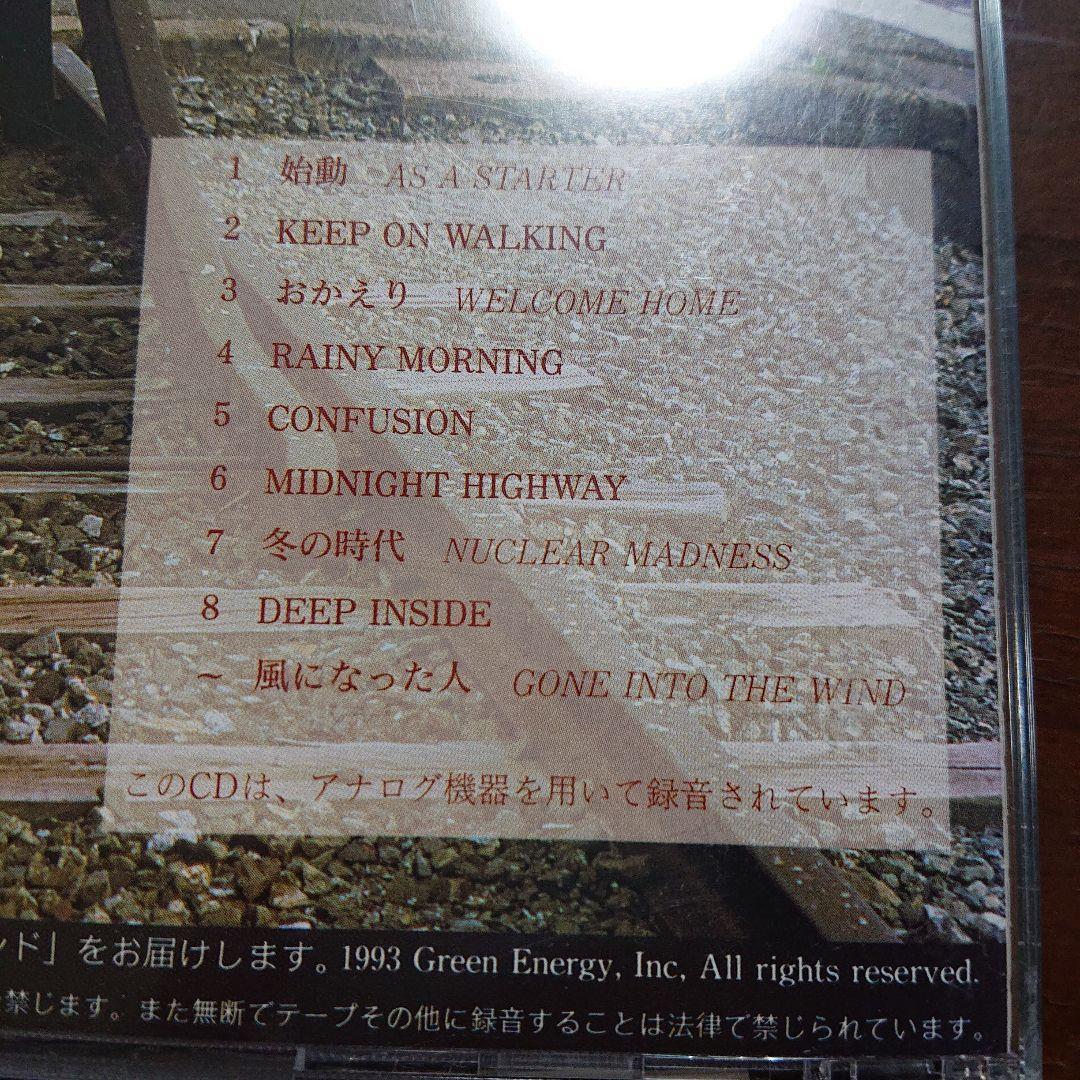 1 始動 AS A STARTER
2 KEEP ON WALKING
3 おかえり WELCOME HOME
4 RAINY MORNING
5 CONFUSION
6 MIDNIGHT HIGHWAY
7 冬の時代 NUCLEAR MADNESS
8 DEEP INSIDE
~ 風になった人 GONE INTO THE WIND
このCDは、アナログ機器を用いて録音されています。
ンド」をお届けします。1993 Green Energy, Inc, All rights reserved.
禁じます。また無断でテープその他に録音することは法律で禁じられています。